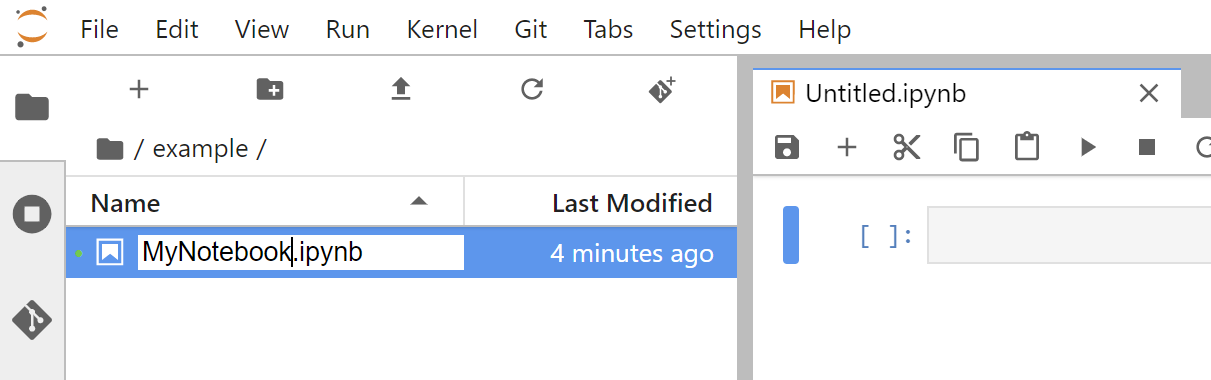 File Edit View Run Kernel Git Tabs Settings Help
/ example /
Name Last Modified
MyNotebook.ipynb 4 minutes ago
Untitled.ipynb
[ ]: